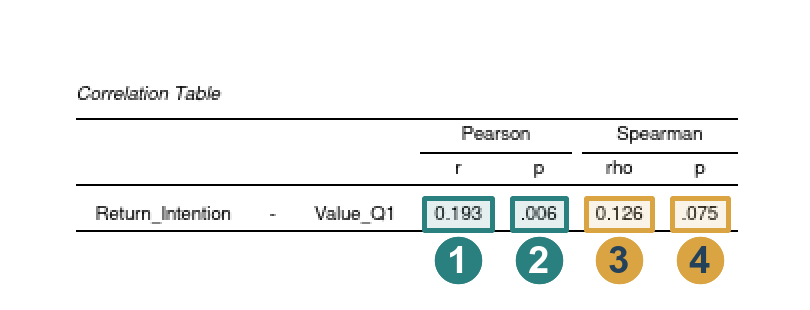 Correlation Table
Pearson Spearman
r p rho p
Return_Intention - Value_Q1 0.193 .006 0.126 .075
1 2 3 4